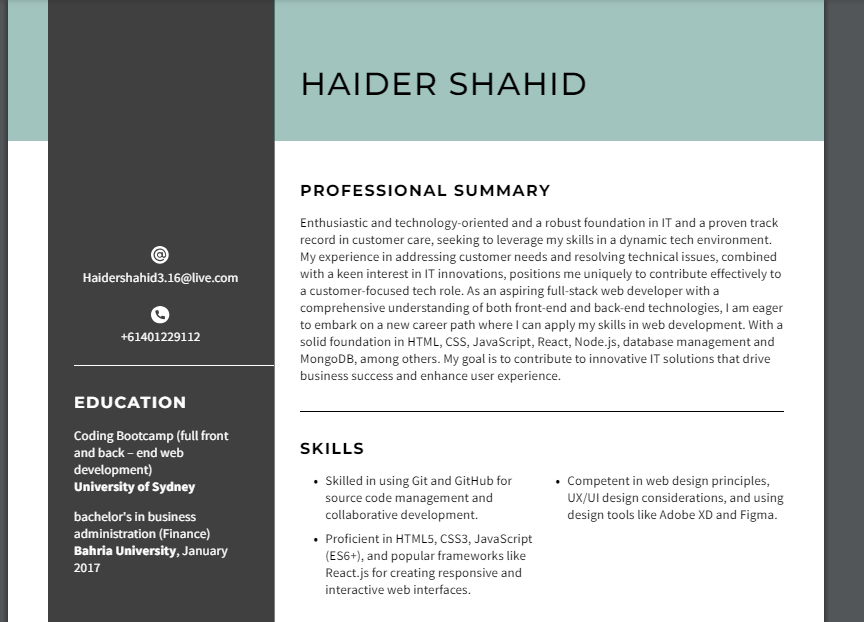 HAIDER SHAHID
@
Haidershahid3.16@live.com
+61401229112
EDUCATION
Coding Bootcamp (full front
and back – end web
development)
University of Sydney
bachelor's in business
administration (Finance)
Bahria University, January
2017
PROFESSIONAL SUMMARY
Enthusiastic and technology-oriented and a robust foundation in IT and a proven track
record in customer care, seeking to leverage my skills in a dynamic tech environment.
My experience in addressing customer needs and resolving technical issues, combined
with a keen interest in IT innovations, positions me uniquely to contribute effectively to
a customer-focused tech role. As an aspiring full-stack web developer with a
comprehensive understanding of both front-end and back-end technologies, I am eager
to embark on a new career path where I can apply my skills in web development. With a
solid foundation in HTML, CSS, JavaScript, React, Node.js, database management and
MongoDB, among others. My goal is to contribute to innovative IT solutions that drive
business success and enhance user experience.
SKILLS
• Skilled in using Git and GitHub for
source code management and
collaborative development.
• Proficient in HTML5, CSS3, JavaScript
(ES6+), and popular frameworks like
React.js for creating responsive and
interactive web interfaces.
• Competent in web design principles,
UX/UI design considerations, and using
design tools like Adobe XD and Figma.